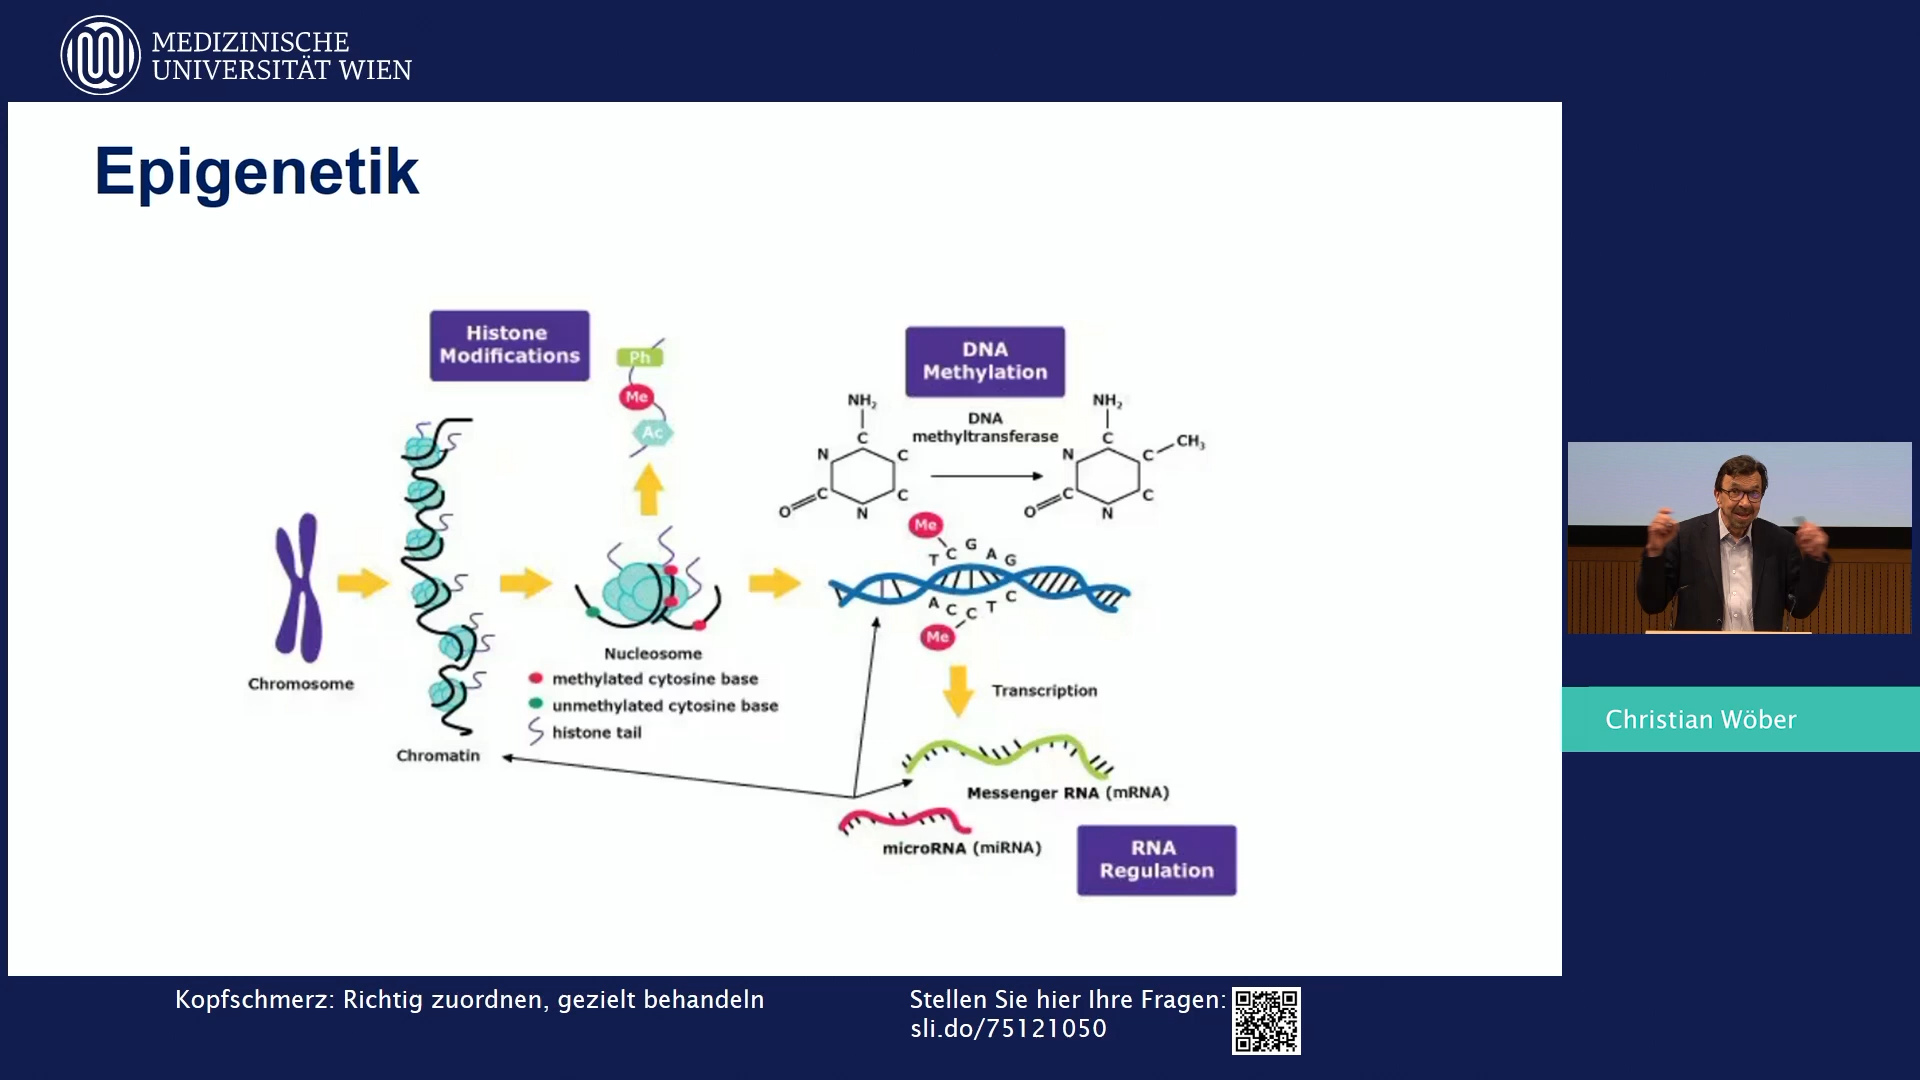 MEDIZINISCHE
UNIVERSITÄT WIEN
Epigenetik
Histone
Modifications
Ph
Me
Ac
DNA
Methylation
NH2
C
N
C
C
C
N
O
DNA
methyltransferase
NH2
C
N
C
CH3
C
C
N
O
Me
T C G A G
A C C T C
Me
Chromosome
Chromatin
Nucleosome
methylated cytosine base
unmethylated cytosine base
histone tail
Transcription
Messenger RNA (mRNA)
microRNA (miRNA)
RNA
Regulation
Christian Wöber
Kopfschmerz: Richtig zuordnen, gezielt behandeln
Stellen Sie hier Ihre Fragen:
sli.do/75121050